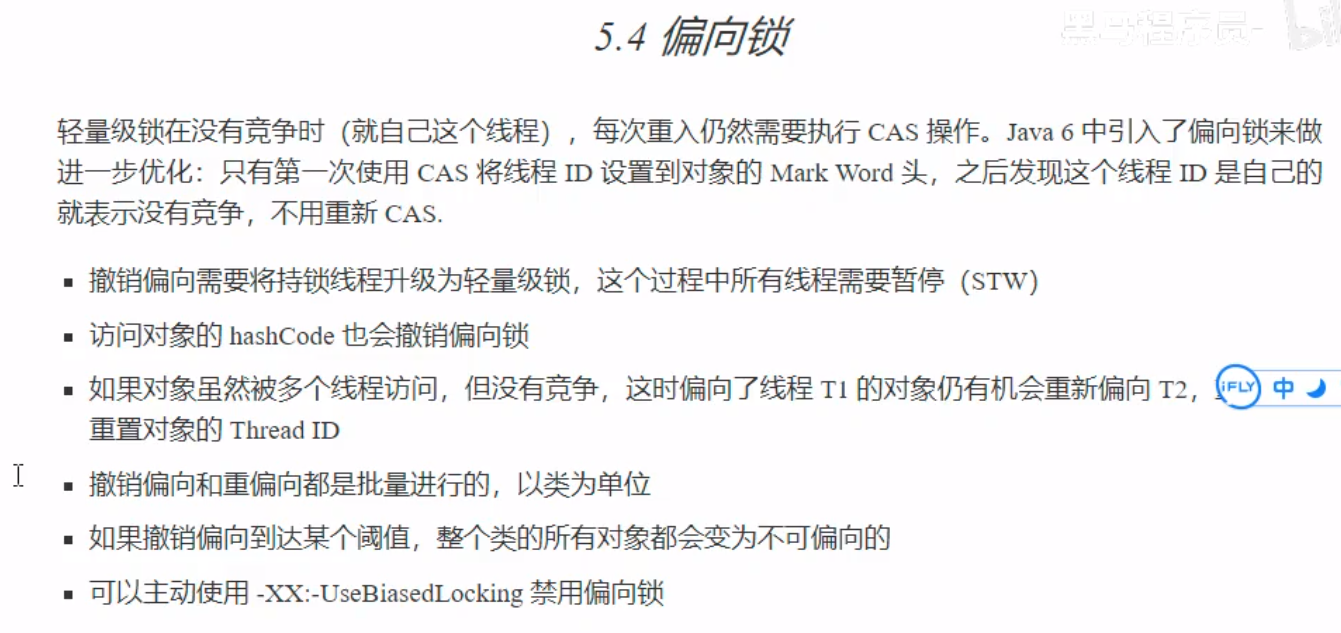 5.4 偏向锁
黑马程序员-
轻量级锁在没有竞争时（就自己这个线程），每次重入仍然需要执行 CAS 操作。Java 6 中引入了偏向锁来做
进一步优化：只有第一次使用 CAS 将线程 ID 设置到对象的 Mark Word 头，之后发现这个线程 ID 是自己的
就表示没有竞争，不用重新 CAS.
▪ 撤销偏向需要将持锁线程升级为轻量级锁，这个过程中所有线程需要暂停（STW）
▪ 访问对象的 hashCode 也会撤销偏向锁
▪ 如果对象虽然被多个线程访问，但没有竞争，这时偏向了线程 T1 的对象仍有机会重新偏向 T2，
iFLY 中
重置对象的 Thread ID
▪ 撤销偏向和重偏向都是批量进行的，以类为单位
▪ 如果撤销偏向到达某个阈值，整个类的所有对象都会变为不可偏向的
▪ 可以主动使用 -XX:-UseBiasedLocking 禁用偏向锁